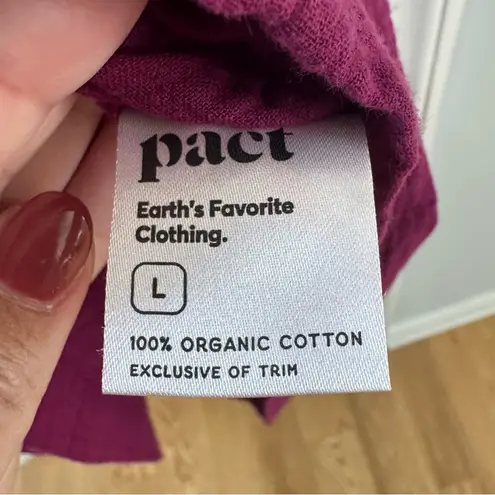 pact
Earth's Favorite
Clothing.
L
100% ORGANIC COTTON
EXCLUSIVE OF TRIM